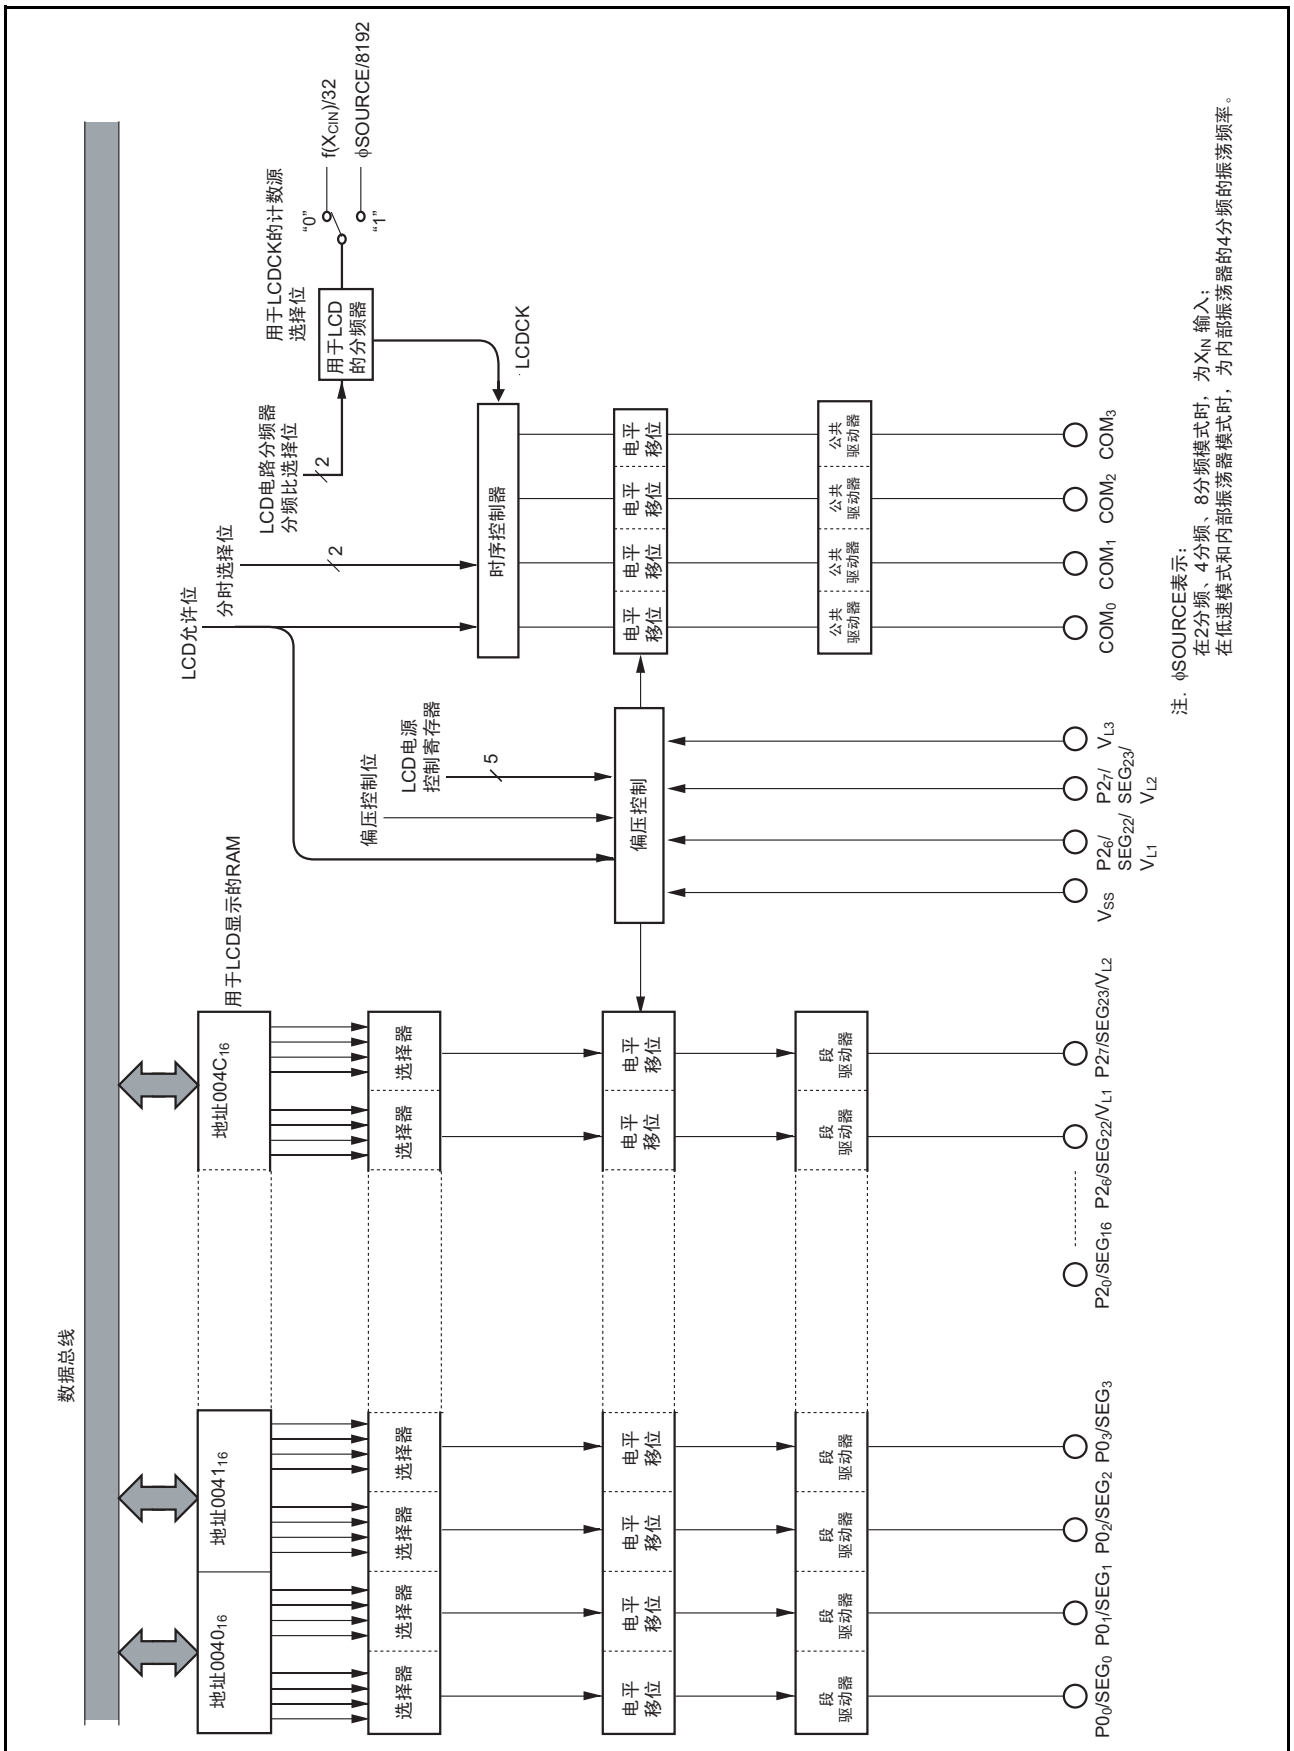 数据总线
地址0040₁₆
地址0041₁₆
地址004C₁₆
用于LCD显示的RAM
选择器
选择器
选择器
选择器
选择器
选择器
电平
移位
电平
移位
电平
移位
电平
移位
电平
移位
电平
移位
段
驱动器
段
驱动器
段
驱动器
段
驱动器
段
驱动器
段
驱动器
P0₀/SEG₀
P0₁/SEG₁
P0₂/SEG₂
P0₃/SEG₃
P2₀/SEG₁₆
P2₆/SEG₂₂/VL1
P2₇/SEG₂₃/VL2
LCD允许位
分时选择位
2
LCD电路分频器
分频比选择位
2
用于LCDCK的计数源
选择位
用于LCD
的分频器
“0”
“1”
f(XCIN)/32
ϕSOURCE/8192
LCDCK
时序控制器
偏压控制位
LCD电源
控制寄存器
5
偏压控制
VSS
P2₆/
SEG₂₂/
VL1
P2₇/
SEG₂₃/
VL2
VL3
电平
移位
电平
移位
电平
移位
电平
移位
公共
驱动器
公共
驱动器
公共
驱动器
公共
驱动器
COM₀
COM₁
COM₂
COM₃
注. ϕSOURCE表示：
在2分频、4分频、8分频模式时，为XIN 输入；
在低速模式和内部振荡器模式时，为内部振荡器的4分频的振荡频率。